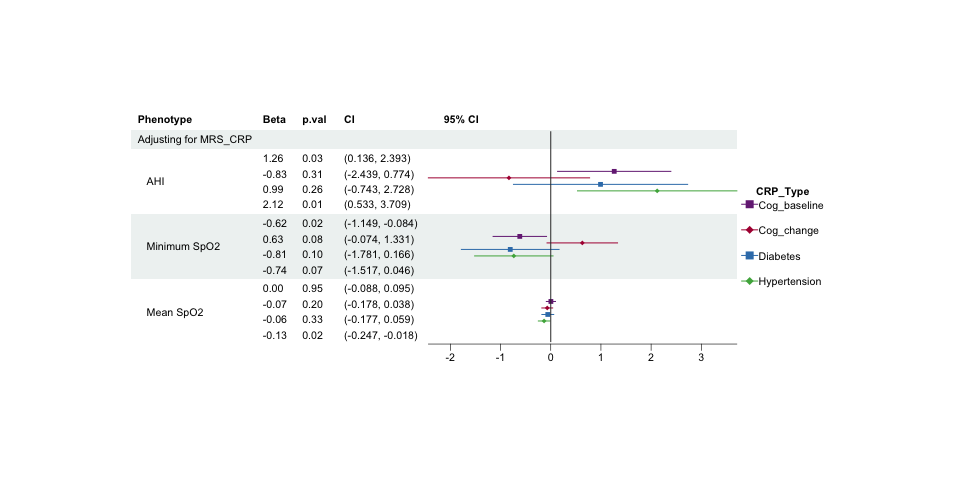 Phenotype Beta p.val CI 95% CI
Adjusting for MRS_CRP
1.26 0.03 (0.136, 2.393)
-0.83 0.31 (-2.439, 0.774)
AHI
0.99 0.26 (-0.743, 2.728)
2.12 0.01 (0.533, 3.709)
-0.62 0.02 (-1.149, -0.084)
0.63 0.08 (-0.074, 1.331)
Minimum SpO2
-0.81 0.10 (-1.781, 0.166)
-0.74 0.07 (-1.517, 0.046)
0.00 0.95 (-0.088, 0.095)
-0.07 0.20 (-0.178, 0.038)
Mean SpO2
-0.06 0.33 (-0.177, 0.059)
-0.13 0.02 (-0.247, -0.018)
-2 -1 0 1 2 3
CRP_Type
Cog_baseline
Cog_change
Diabetes
Hypertension